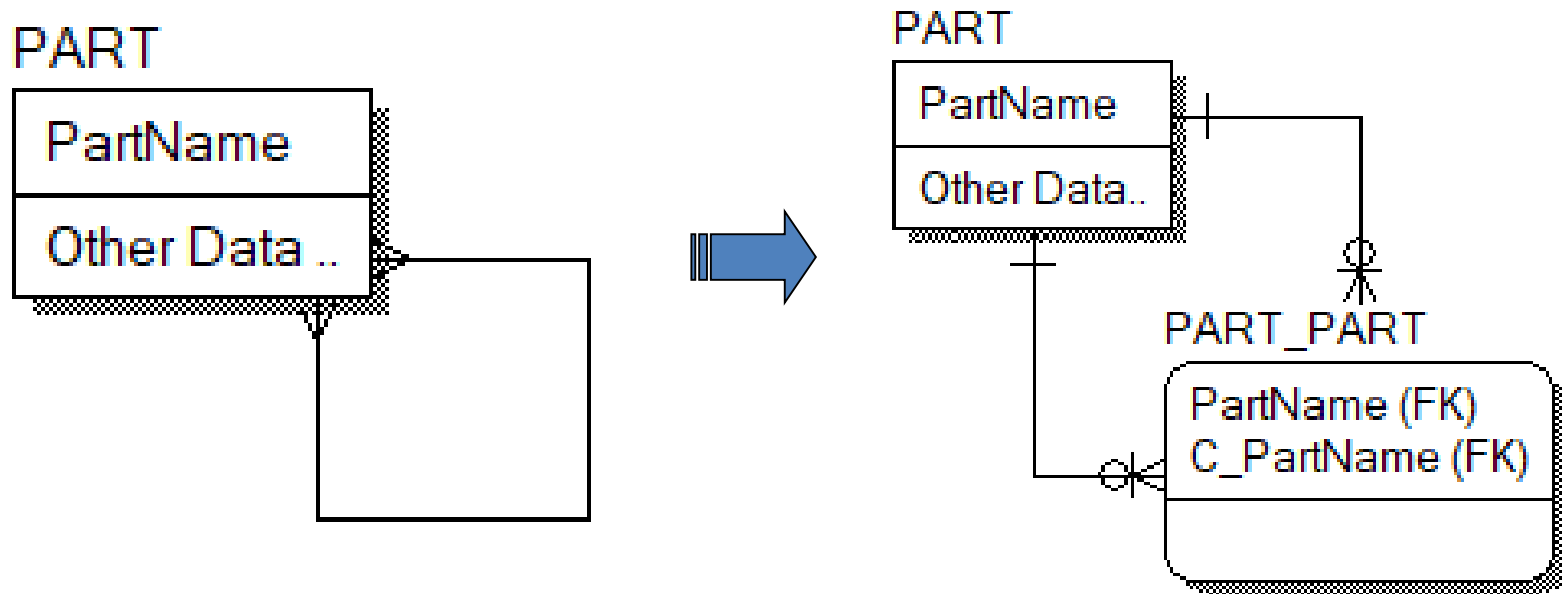 PART
PartName
Other Data ..
PART
PartName
Other Data..
PART_PART
PartName (FK)
C_PartName (FK)